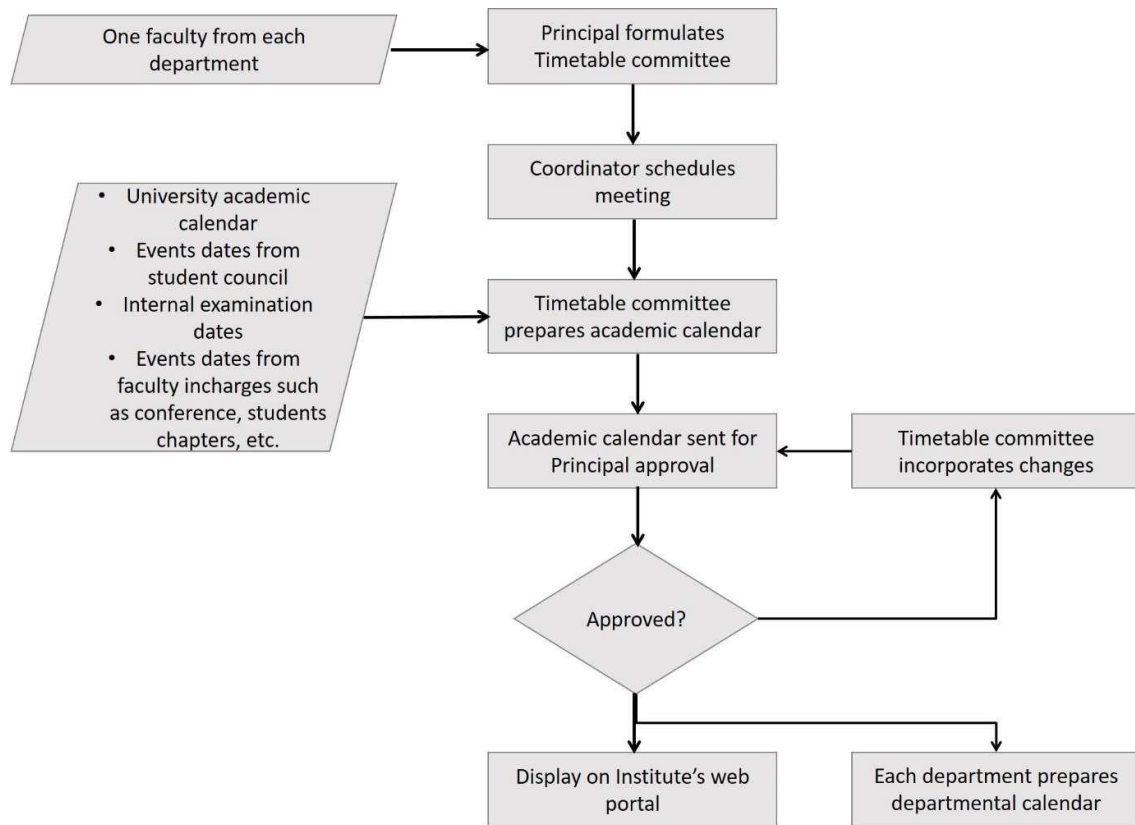 One faculty from each
department
Principal formulates
Timetable committee
Coordinator schedules
meeting
• University academic
calendar
• Events dates from
student council
• Internal examination
dates
• Events dates from
faculty incharges such
as conference, students
chapters, etc.
Timetable committee
prepares academic calendar
Academic calendar sent for
Principal approval
Timetable committee
incorporates changes
Approved?
Display on Institute's web
portal
Each department prepares
departmental calendar